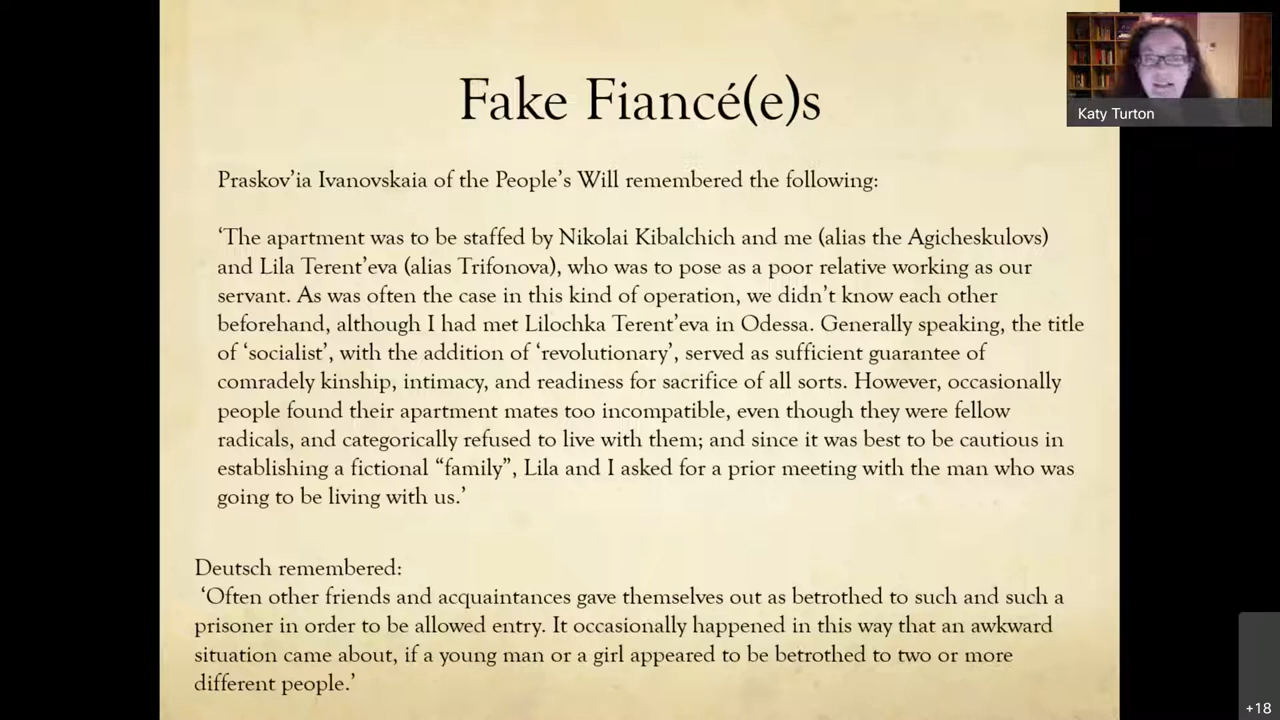 Fake Fiancé(e)s
Katy Turton
Praskov’ia Ivanovskaia of the People’s Will remembered the following:
‘The apartment was to be staffed by Nikolai Kibalchich and me (alias the Agicheskulovs)
and Lila Terent’eva (alias Trifonova), who was to pose as a poor relative working as our
servant. As was often the case in this kind of operation, we didn’t know each other
beforehand, although I had met Lilochka Terent’eva in Odessa. Generally speaking, the title
of ‘socialist’, with the addition of ‘revolutionary’, served as sufficient guarantee of
comradely kinship, intimacy, and readiness for sacrifice of all sorts. However, occasionally
people found their apartment mates too incompatible, even though they were fellow
radicals, and categorically refused to live with them; and since it was best to be cautious in
establishing a fictional “family”, Lila and I asked for a prior meeting with the man who was
going to be living with us.’
Deutsch remembered:
‘Often other friends and acquaintances gave themselves out as betrothed to such and such a
prisoner in order to be allowed entry. It occasionally happened in this way that an awkward
situation came about, if a young man or a girl appeared to be betrothed to two or more
different people.’
+18